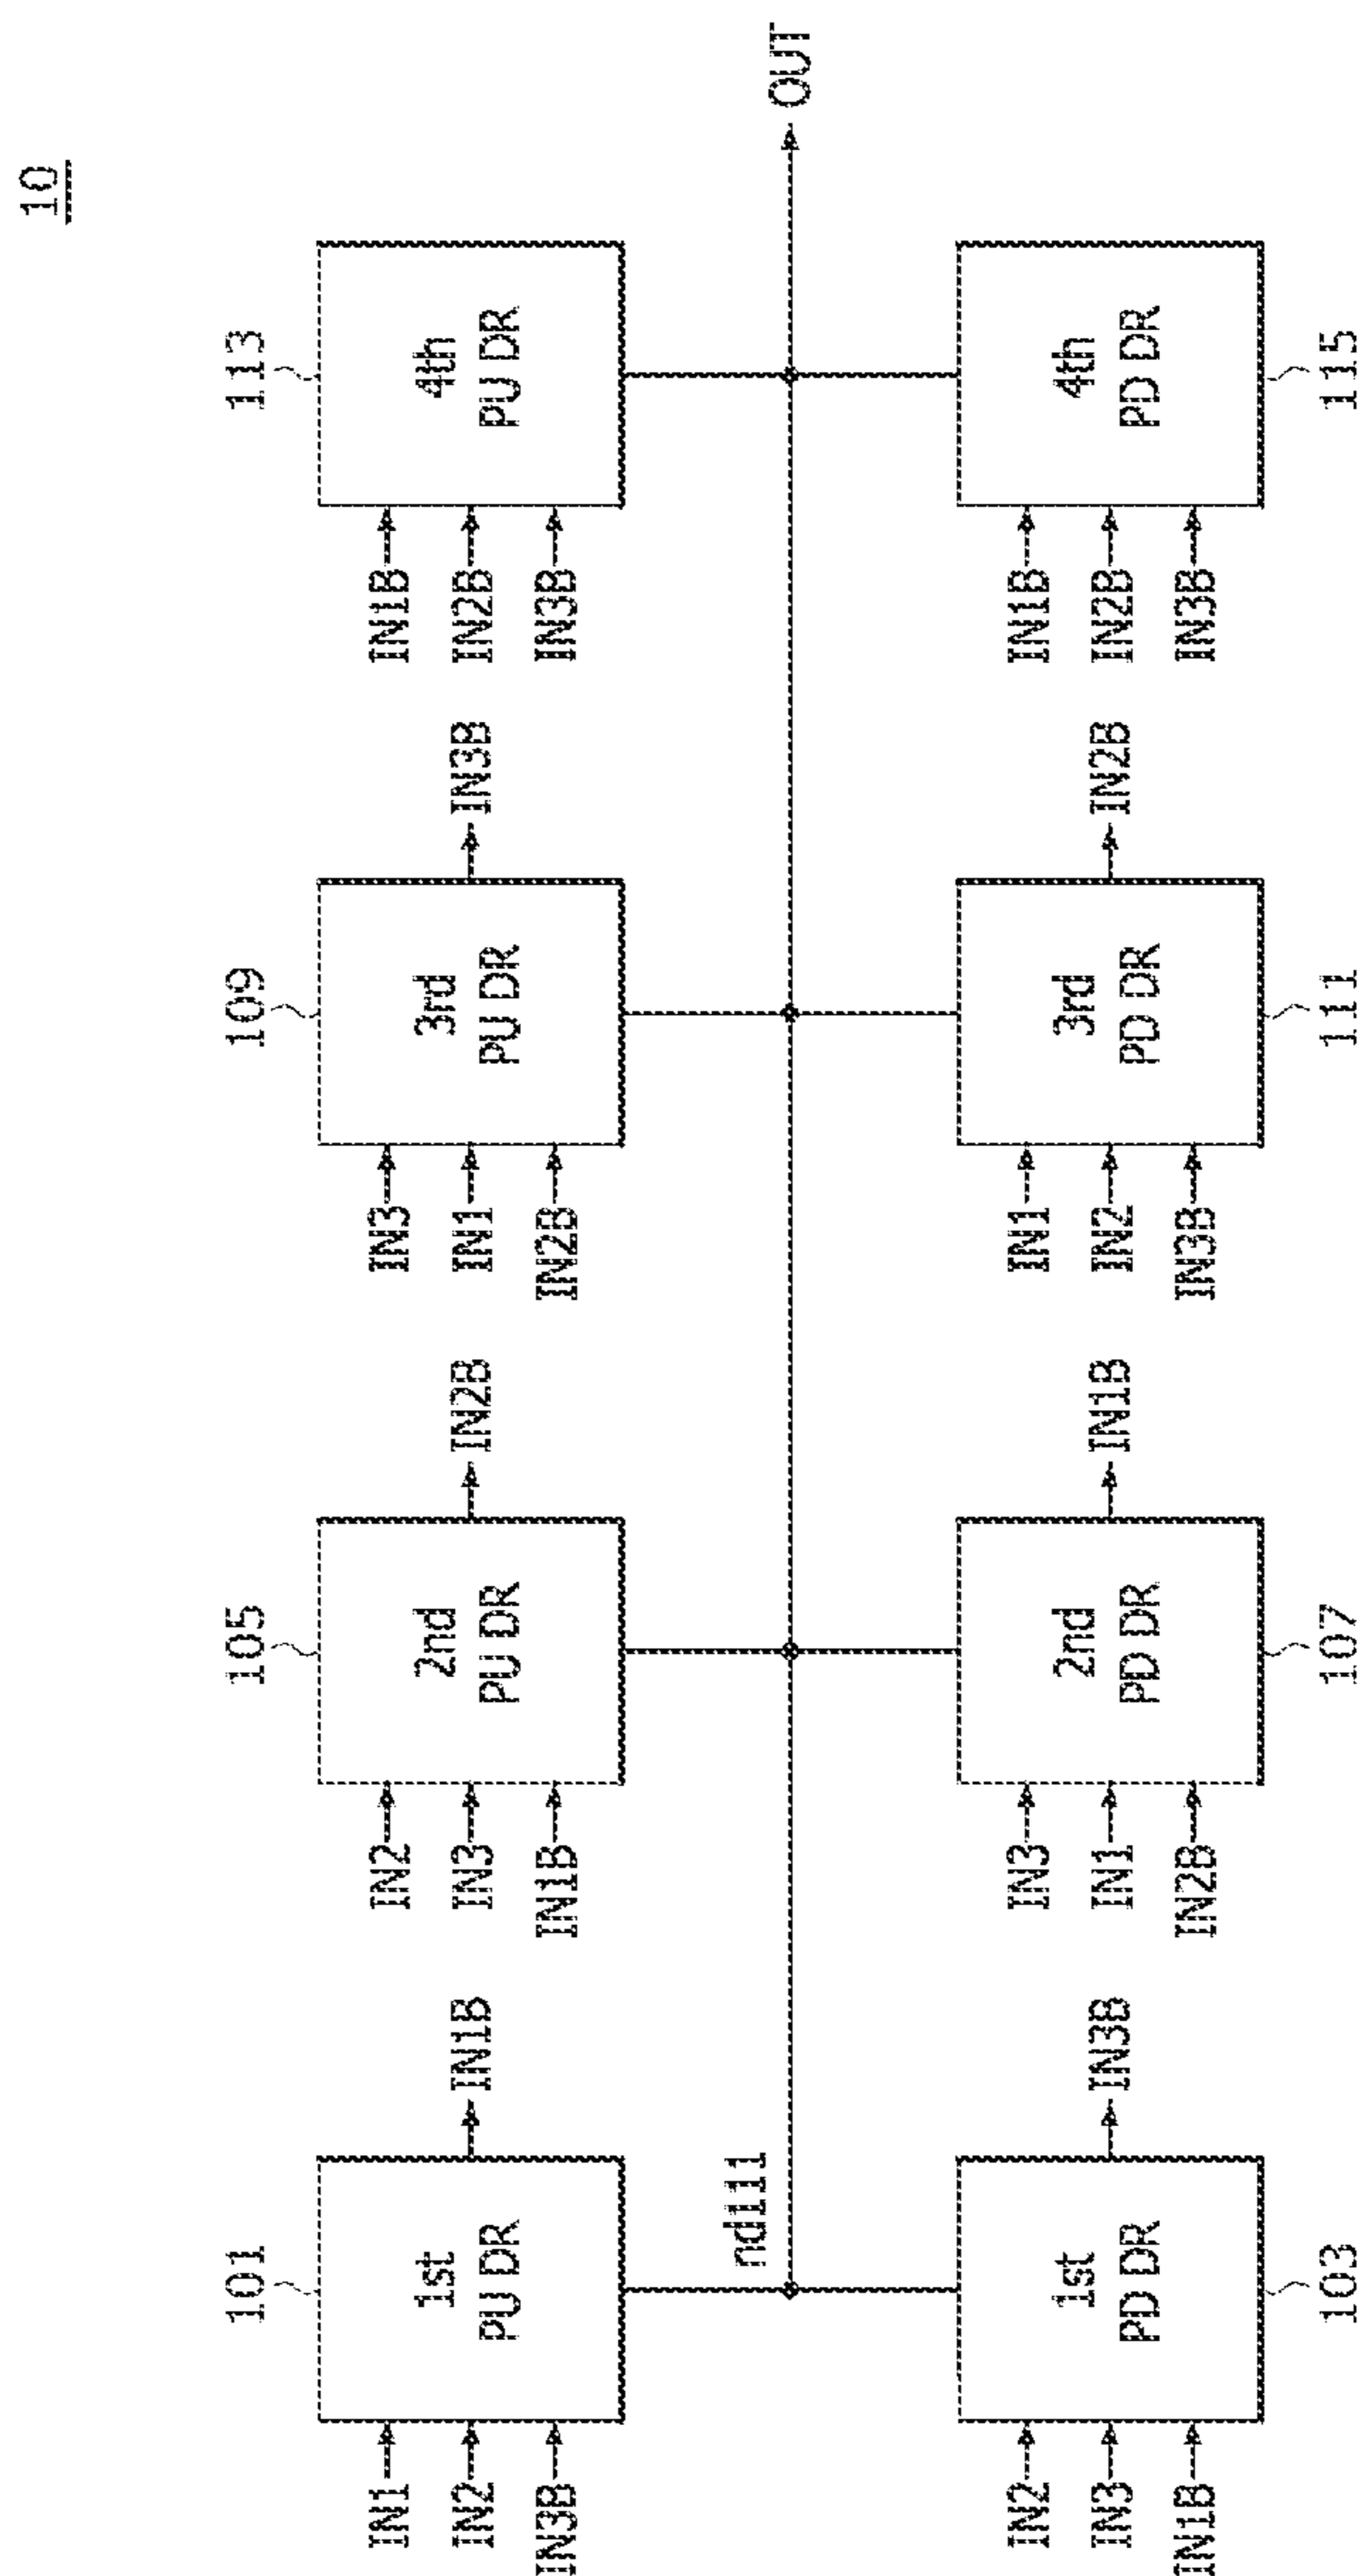 10
101
105
109
113
IN1
IN2
IN3B
1st
PU DR
IN1B
IN2
IN3
IN1B
2nd
PU DR
IN2B
IN3
IN1
IN2B
3rd
PU DR
IN3B
IN1B
IN2B
IN3B
4th
PU DR
nd111
OUT
IN2
IN3
IN1B
1st
PD DR
IN3B
IN3
IN1
IN2B
2nd
PD DR
IN1B
IN1
IN2
IN3B
3rd
PD DR
IN2B
IN1B
IN2B
IN3B
4th
PD DR
103
107
111
115